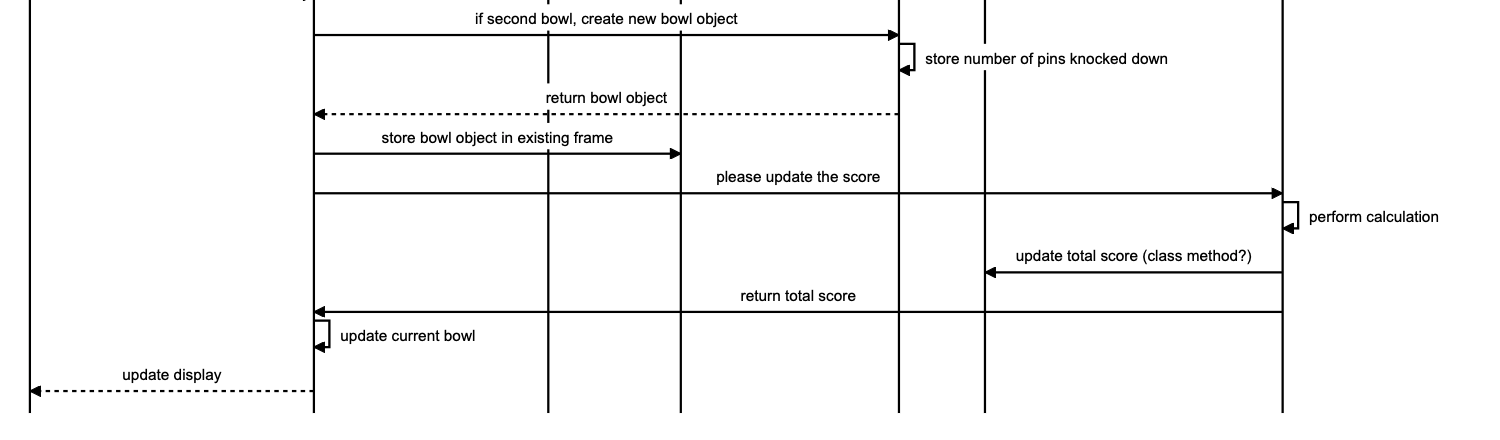 if second bowl, create new bowl object
store number of pins knocked down
return bowl object
store bowl object in existing frame
please update the score
perform calculation
update total score (class method?)
return total score
update current bowl
update display